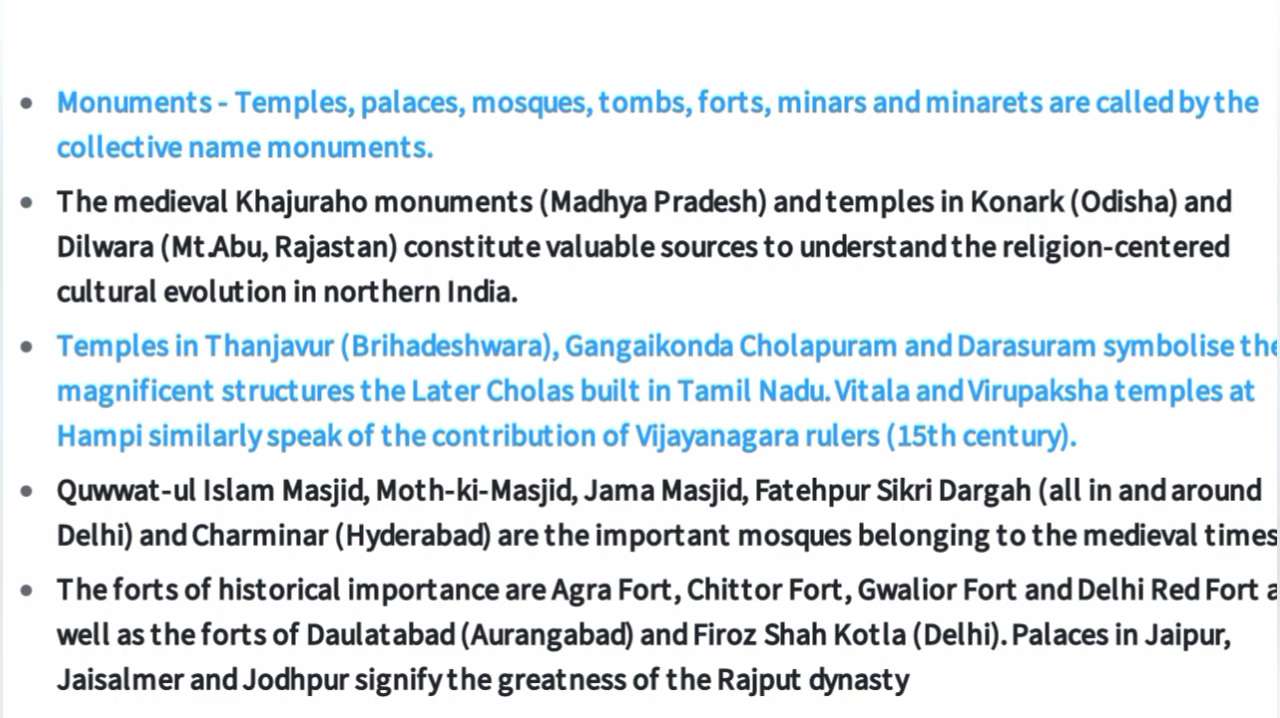 • Monuments - Temples, palaces, mosques, tombs, forts, minars and minarets are called by the
collective name monuments.
• The medieval Khajuraho monuments (Madhya Pradesh) and temples in Konark (Odisha) and
Dilwara (Mt.Abu, Rajastan) constitute valuable sources to understand the religion-centered
cultural evolution in northern India.
• Temples in Thanjavur (Brihadeshwara), Gangaikonda Cholapuram and Darasuram symbolise the
magnificent structures the Later Cholas built in Tamil Nadu. Vitala and Virupaksha temples at
Hampi similarly speak of the contribution of Vijayanagara rulers (15th century).
• Quwwat-ul Islam Masjid, Moth-ki-Masjid, Jama Masjid, Fatehpur Sikri Dargah (all in and around
Delhi) and Charminar (Hyderabad) are the important mosques belonging to the medieval times
• The forts of historical importance are Agra Fort, Chittor Fort, Gwalior Fort and Delhi Red Fort a
well as the forts of Daulatabad (Aurangabad) and Firoz Shah Kotla (Delhi). Palaces in Jaipur,
Jaisalmer and Jodhpur signify the greatness of the Rajput dynasty